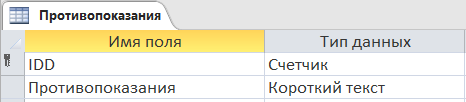 Противопоказания
Имя поля Тип данных
IDD Счетчик
Противопоказания Короткий текст